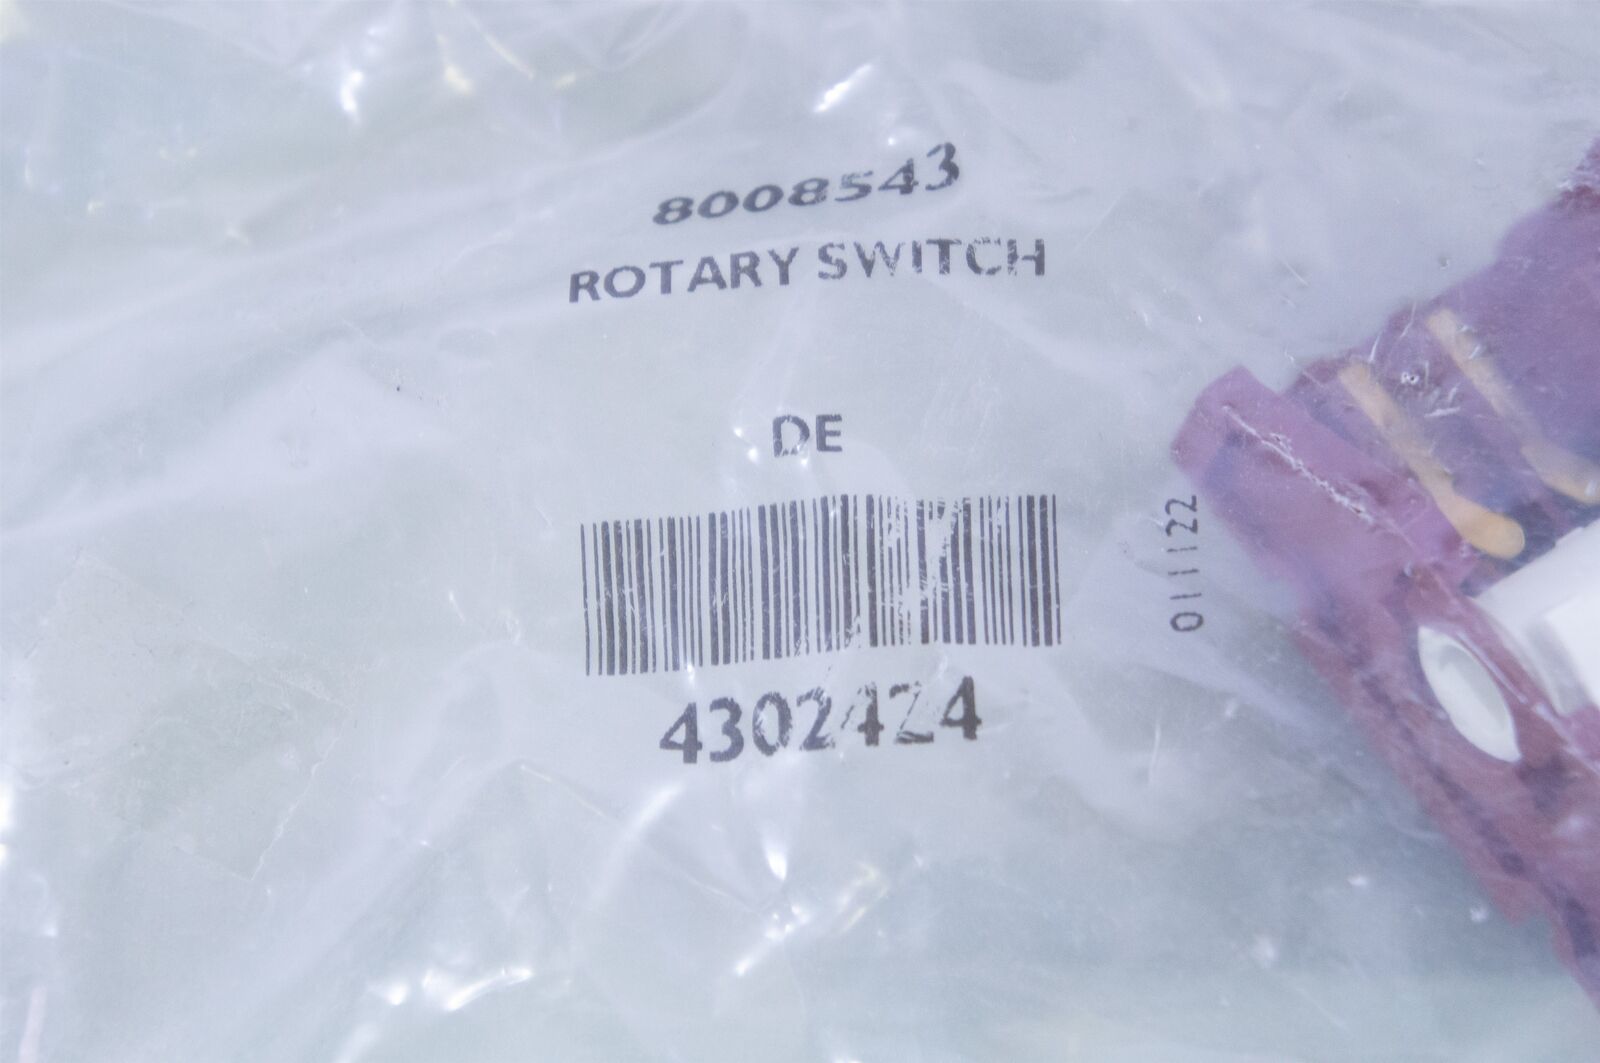 8008543
ROTARY SWITCH
DE
4302424
011122